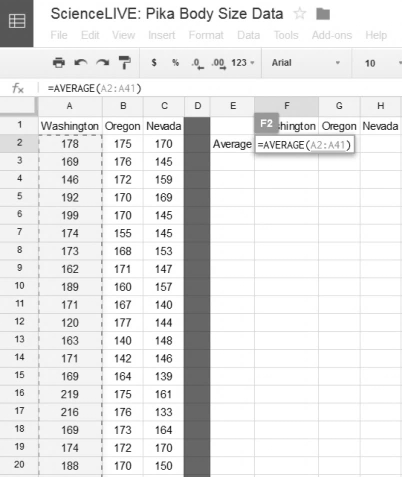 ScienceLIVE: Pika Body Size Data
File Edit View Insert Format Data Tools Add-ons Help
$ % .0 .00 123 Arial 10
fx =AVERAGE(A2:A41)
A B C D E F G H
1 Washington Oregon Nevada F2 hington Oregon Nevada
2 178 175 170 Average =AVERAGE(A2:A41)
3 169 176 145
4 146 172 159
5 192 170 169
6 199 170 145
7 174 155 145
8 173 168 153
9 162 171 147
10 189 160 157
11 171 167 140
12 120 177 144
13 163 140 148
14 171 142 146
15 169 164 139
16 219 175 161
17 216 176 133
18 169 173 164
19 174 172 170
20 188 170 150